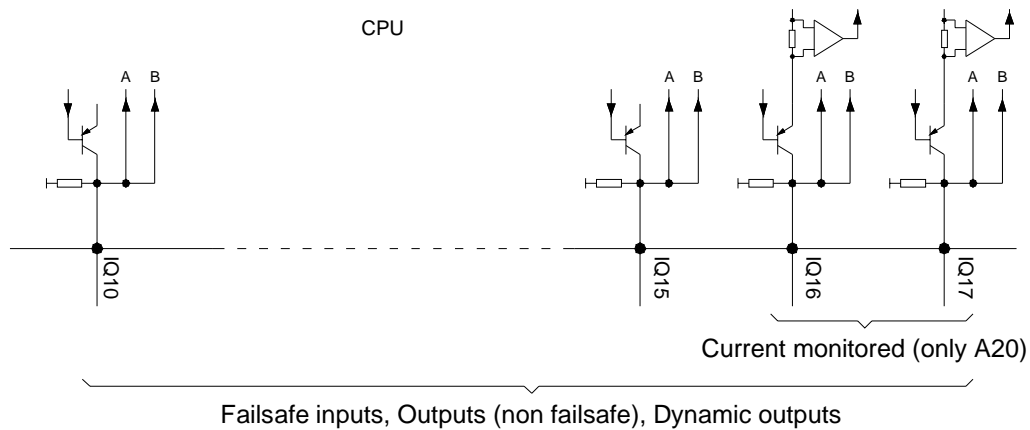 CPU
A B
A B
A B
A B
IQ10
IQ15
IQ16
IQ17
Current monitored (only A20)
Failsafe inputs, Outputs (non failsafe), Dynamic outputs